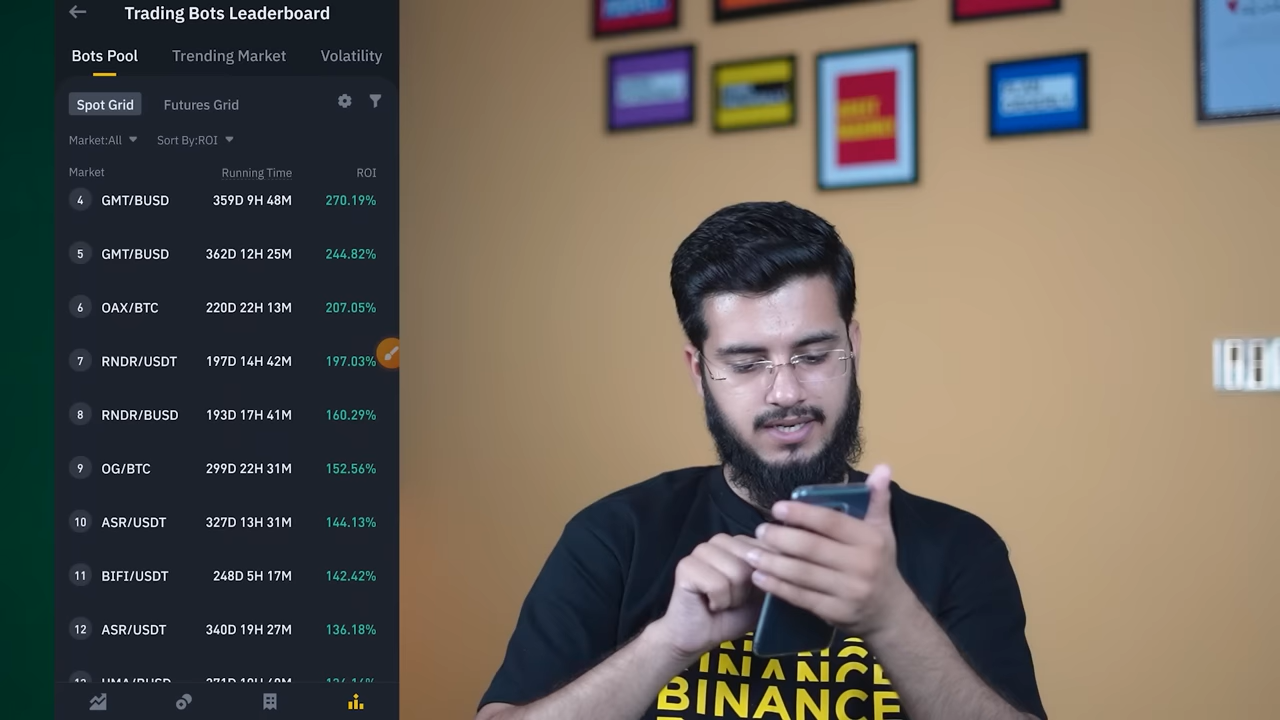 Trading Bots Leaderboard
Bots Pool Trending Market Volatility
Spot Grid Futures Grid
Market:All Sort By:ROI
Market Running Time ROI
4 GMT/BUSD 359D 9H 48M 270.19%
5 GMT/BUSD 362D 12H 25M 244.82%
6 OAX/BTC 220D 22H 13M 207.05%
7 RNDR/USDT 197D 14H 42M 197.03%
8 RNDR/BUSD 193D 17H 41M 160.29%
9 OG/BTC 299D 22H 31M 152.56%
10 ASR/USDT 327D 13H 31M 144.13%
11 BIFI/USDT 248D 5H 17M 142.42%
12 ASR/USDT 340D 19H 27M 136.18%
BINANCE
BINANCE